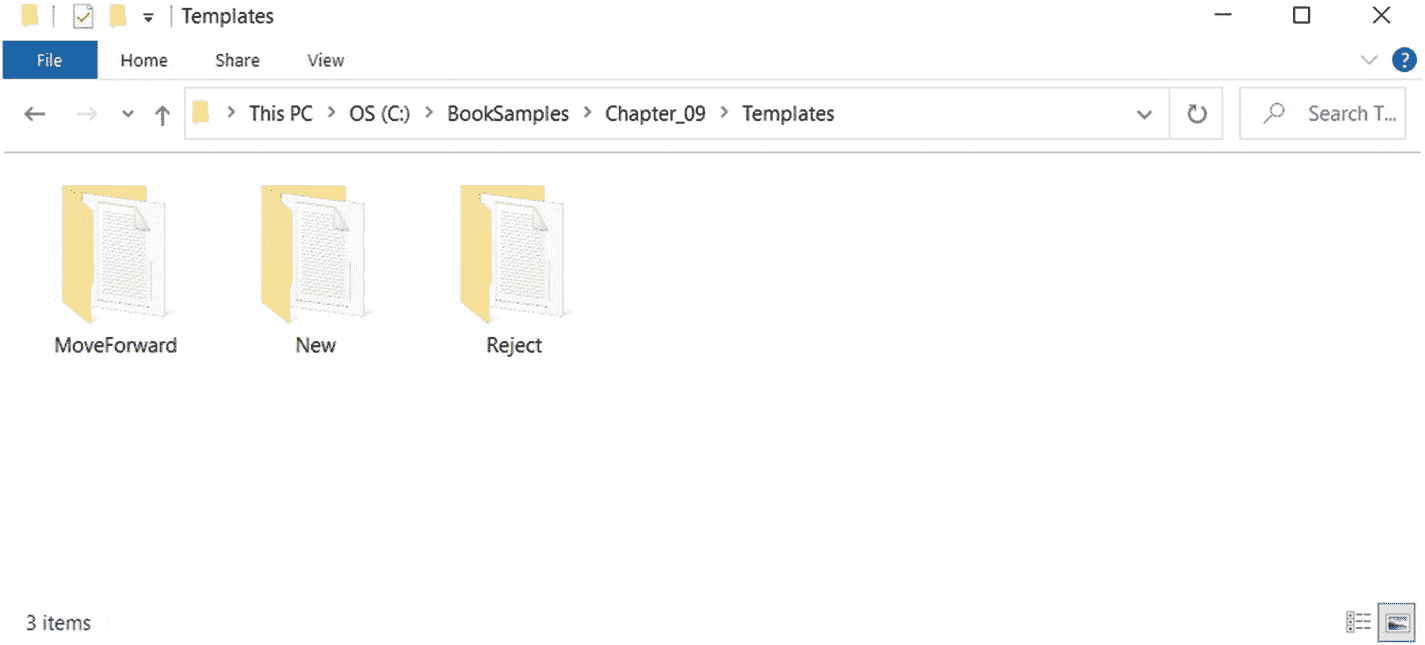 Templates
File Home Share View ?
This PC > OS (C:) > BookSamples > Chapter_09 > Templates Search T...
MoveForward New Reject
3 items